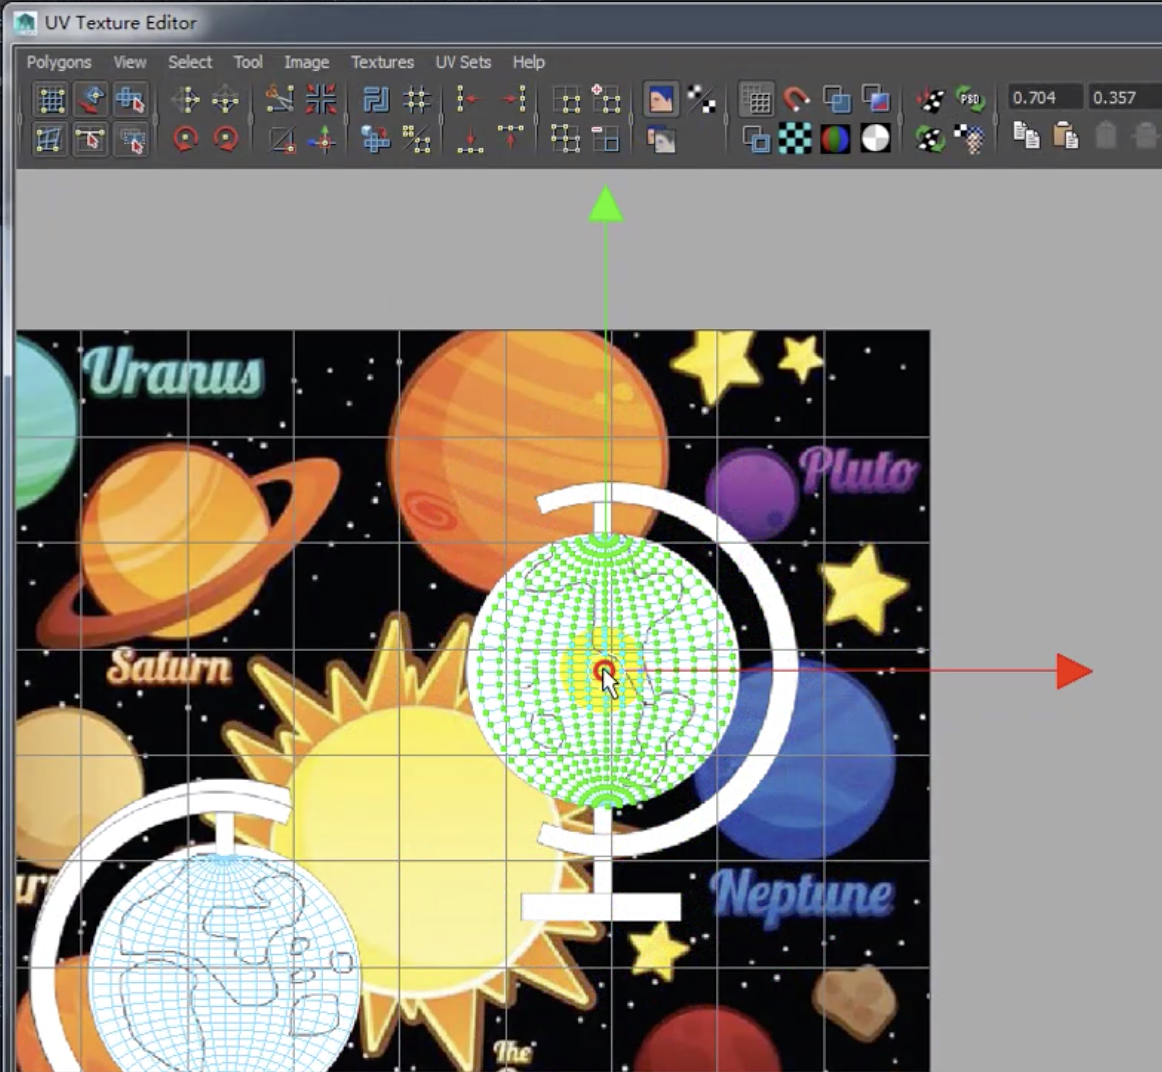 UV Texture Editor
Polygons View Select Tool Image Textures UV Sets Help
PSD 0.704 0.357
Uranus
Pluto
Saturn
Neptune
The